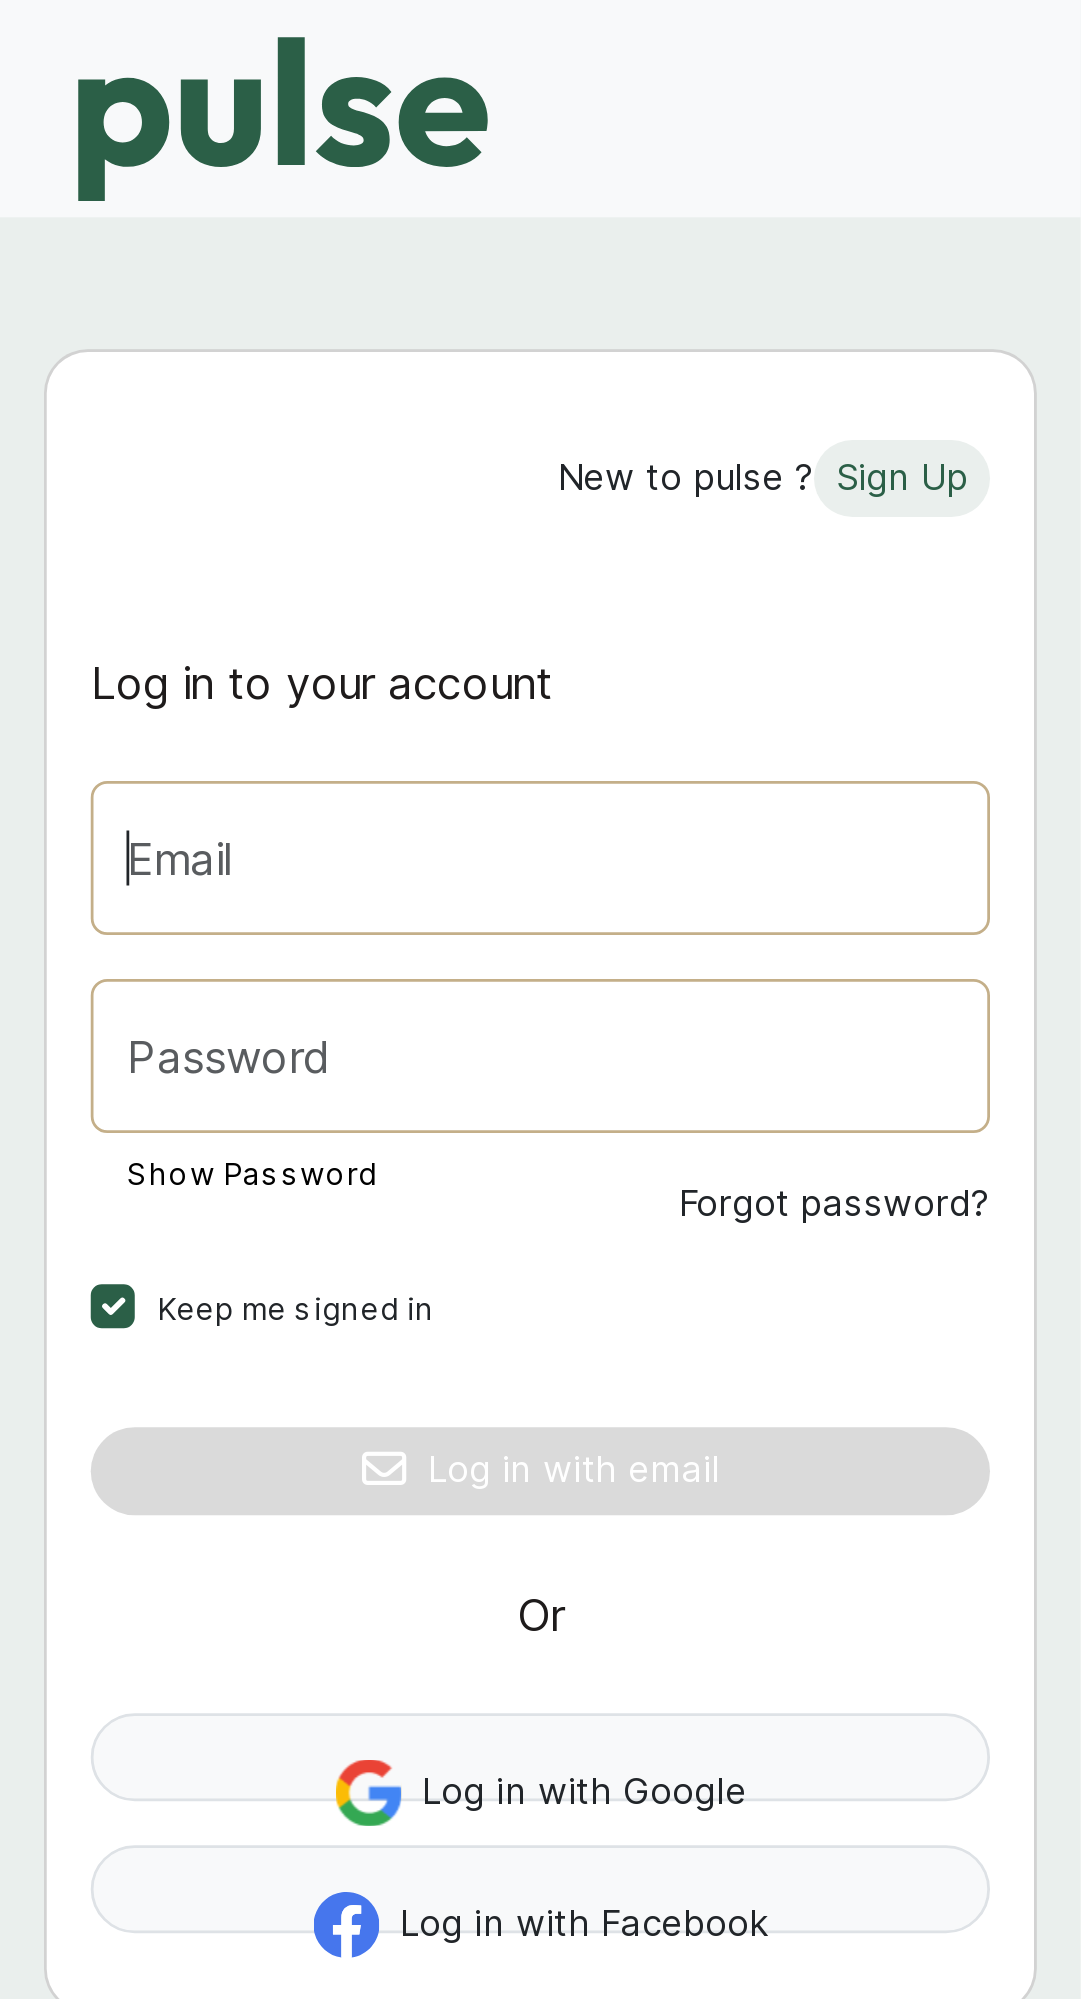 pulse
New to pulse ? Sign Up
Log in to your account
Email
Password
Show Password
Forgot password?
Keep me signed in
Log in with email
Or
Log in with Google
Log in with Facebook